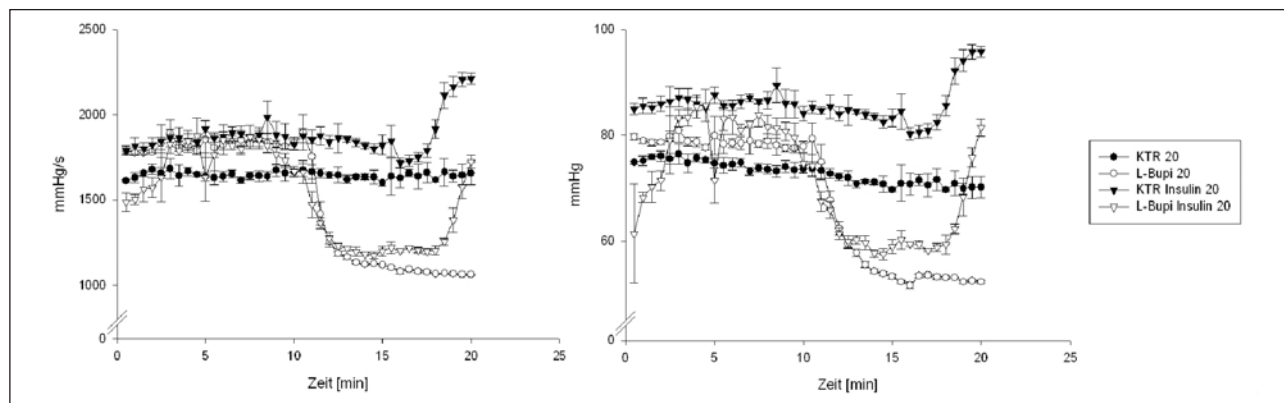 mmHg/s
2500
2000
1500
1000
0
0 5 10 15 20 25
Zeit [min]
mmHg
100
80
60
0
0 5 10 15 20 25
Zeit [min]
KTR 20
L-Bupi 20
KTR Insulin 20
L-Bupi Insulin 20